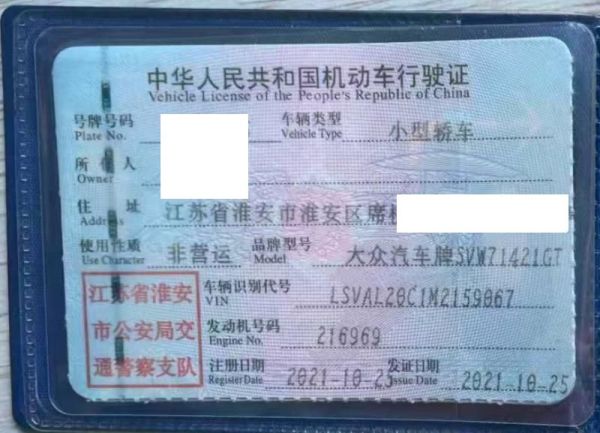 中华人民共和国机动车行驶证
Vehicle License of the People's Republic of China
号牌号码 车辆类型 小型轿车
Plate No. Vehicle Type
所 人
Owner
住 址 江苏省淮安市淮安区席
Address
使用性质 非营运 品牌型号 大众汽车牌SVW71421GT
Use Character Model
江苏省淮安
市公安局交
通警察支队
车辆识别代号 LSVAL28C1M2159867
VIN
发动机号码 216969
Engine No.
注册日期 2021-10-25 发证日期 2021-10-25
Register Date Issue Date